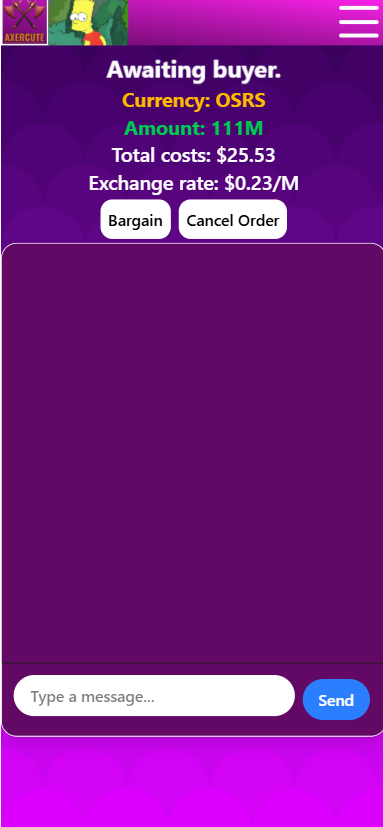 AXERCUTE
Awaiting buyer.
Currency: OSRS
Amount: 111M
Total costs: $25.53
Exchange rate: $0.23/M
Bargain Cancel Order
Type a message...
Send